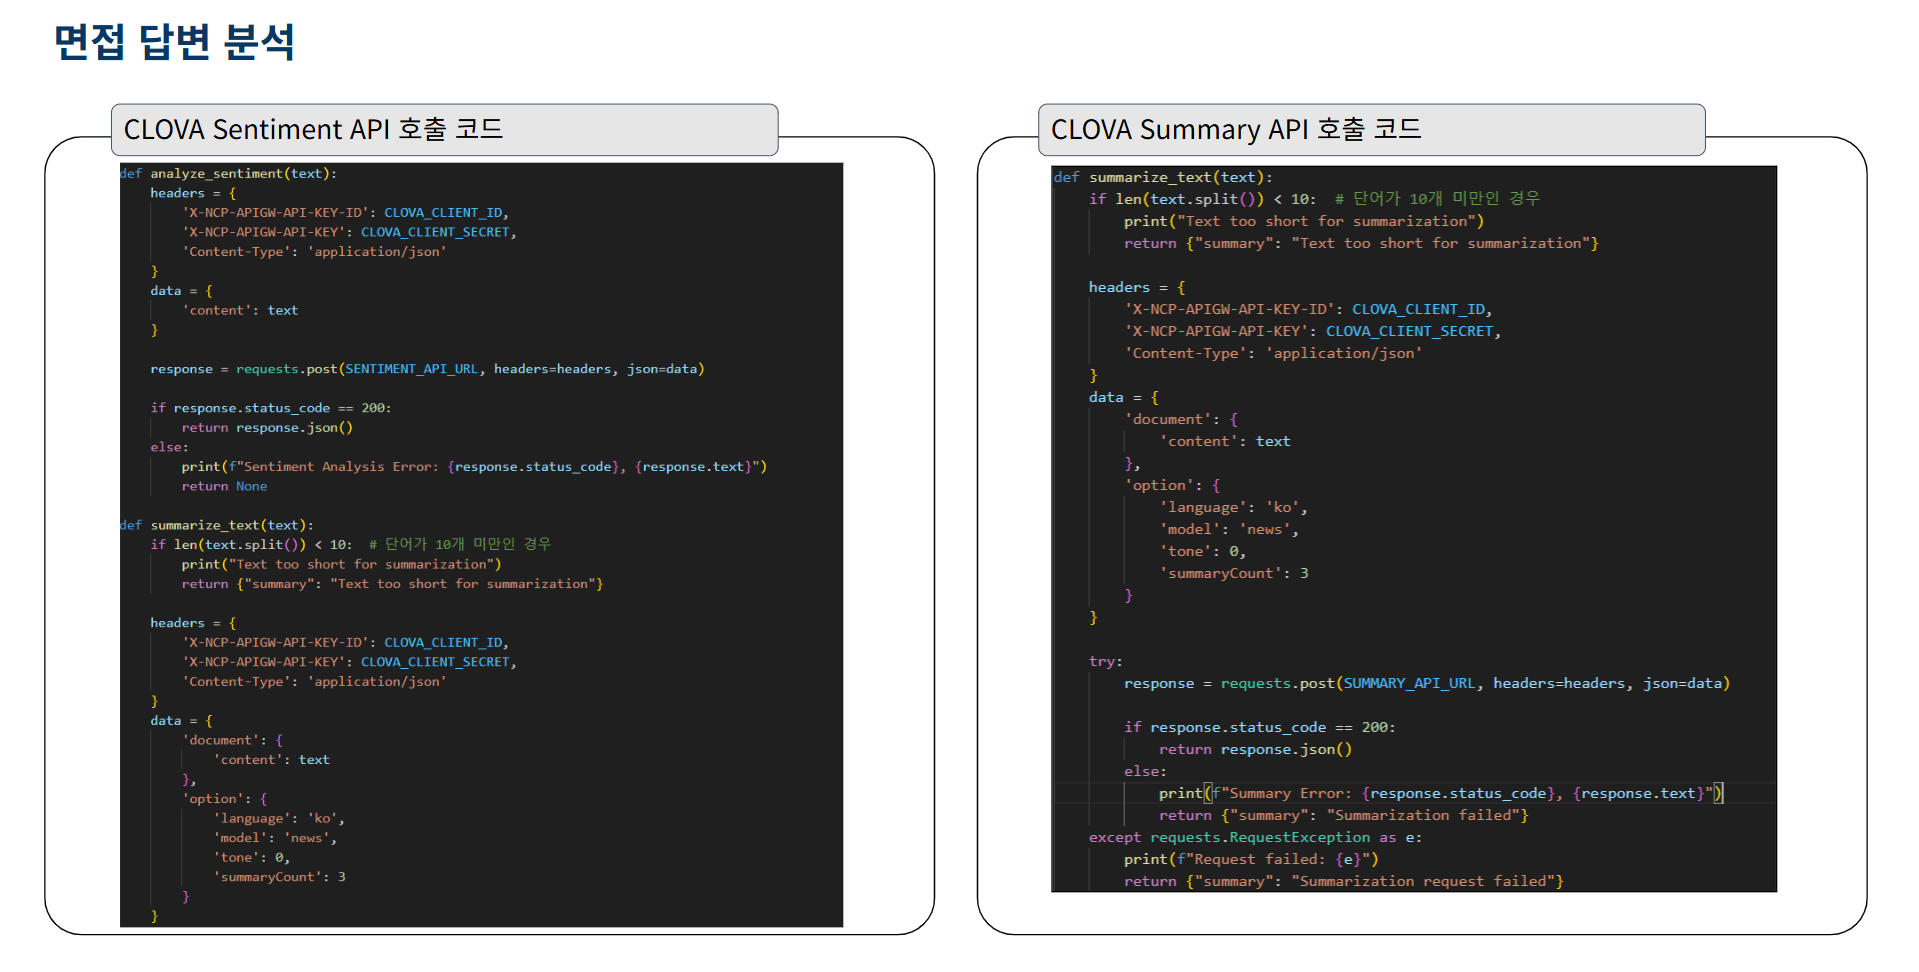 면접 답변 분석
CLOVA Sentiment API 호출 코드
def analyze_sentiment(text):
    headers = {
        'X-NCP-APIGW-API-KEY-ID': CLOVA_CLIENT_ID,
        'X-NCP-APIGW-API-KEY': CLOVA_CLIENT_SECRET,
        'Content-Type': 'application/json'
    }
    data = {
        'content': text
    }
    response = requests.post(SENTIMENT_API_URL, headers=headers, json=data)
    if response.status_code == 200:
        return response.json()
    else:
        print(f"Sentiment Analysis Error: {response.status_code}, {response.text}")
        return None
def summarize_text(text):
    if len(text.split()) < 10:  # 단어가 10개 미만인 경우
        print("Text too short for summarization")
        return {"summary": "Text too short for summarization"}
    headers = {
        'X-NCP-APIGW-API-KEY-ID': CLOVA_CLIENT_ID,
        'X-NCP-APIGW-API-KEY': CLOVA_CLIENT_SECRET,
        'Content-Type': 'application/json'
    }
    data = {
        'document': {
            'content': text
        },
        'option': {
            'language': 'ko',
            'model': 'news',
            'tone': 0,
            'summaryCount': 3
        }
    }
CLOVA Summary API 호출 코드
def summarize_text(text):
    if len(text.split()) < 10:  # 단어가 10개 미만인 경우
        print("Text too short for summarization")
        return {"summary": "Text too short for summarization"}
    headers = {
        'X-NCP-APIGW-API-KEY-ID': CLOVA_CLIENT_ID,
        'X-NCP-APIGW-API-KEY': CLOVA_CLIENT_SECRET,
        'Content-Type': 'application/json'
    }
    data = {
        'document': {
            'content': text
        },
        'option': {
            'language': 'ko',
            'model': 'news',
            'tone': 0,
            'summaryCount': 3
        }
    }
    try:
        response = requests.post(SUMMARY_API_URL, headers=headers, json=data)
        if response.status_code == 200:
            return response.json()
        else:
            print(f"Summary Error: {response.status_code}, {response.text}")
            return {"summary": "Summarization failed"}
    except requests.RequestException as e:
        print(f"Request failed: {e}")
        return {"summary": "Summarization request failed"}